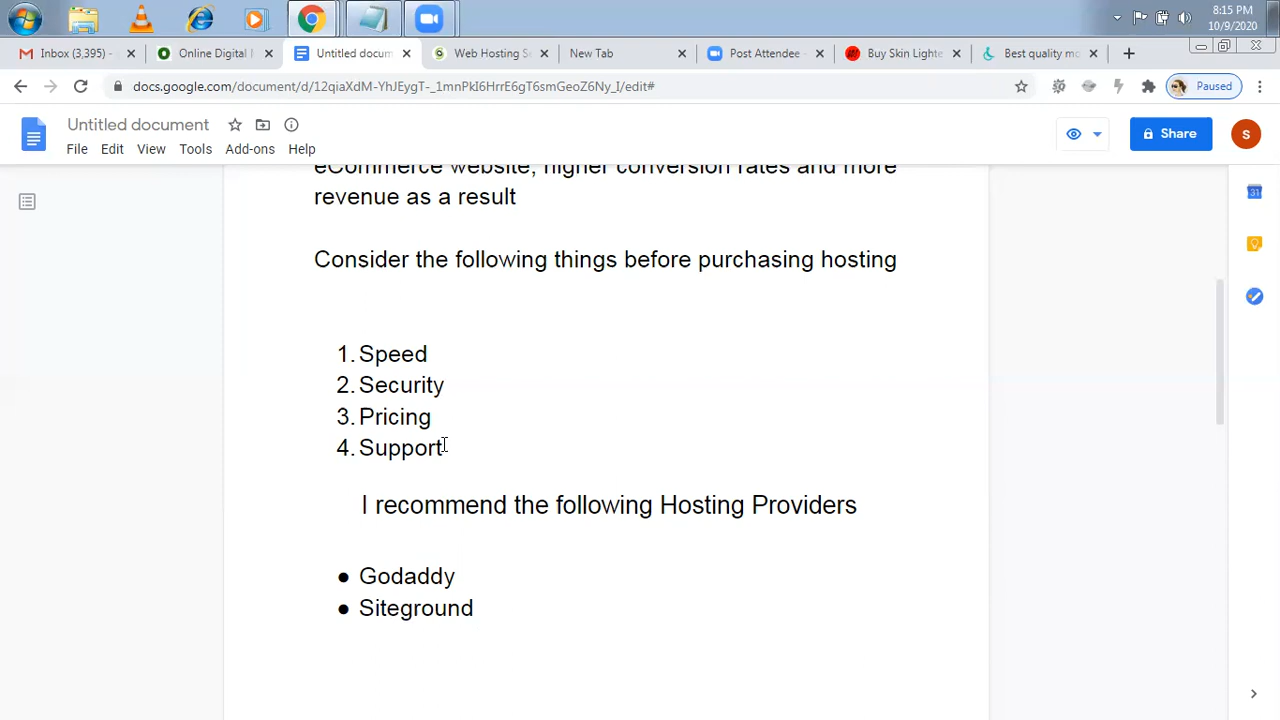 8:15 PM
10/9/2020
Inbox (3,395) -
Online Digital
Untitled docum
Web Hosting Se
New Tab
Post Attendee -
Buy Skin Lighte
Best quality mo
docs.google.com/document/d/12qiaXdM-YhJEygT-_1mnPkI6HrrE6gT6smGeoZ6Ny_I/edit#
Paused
Untitled document
File Edit View Tools Add-ons Help
Share
S
31
eCommerce website, higher conversion rates and more
revenue as a result
Consider the following things before purchasing hosting
1. Speed
2. Security
3. Pricing
4. Support
I recommend the following Hosting Providers
● Godaddy
● Siteground